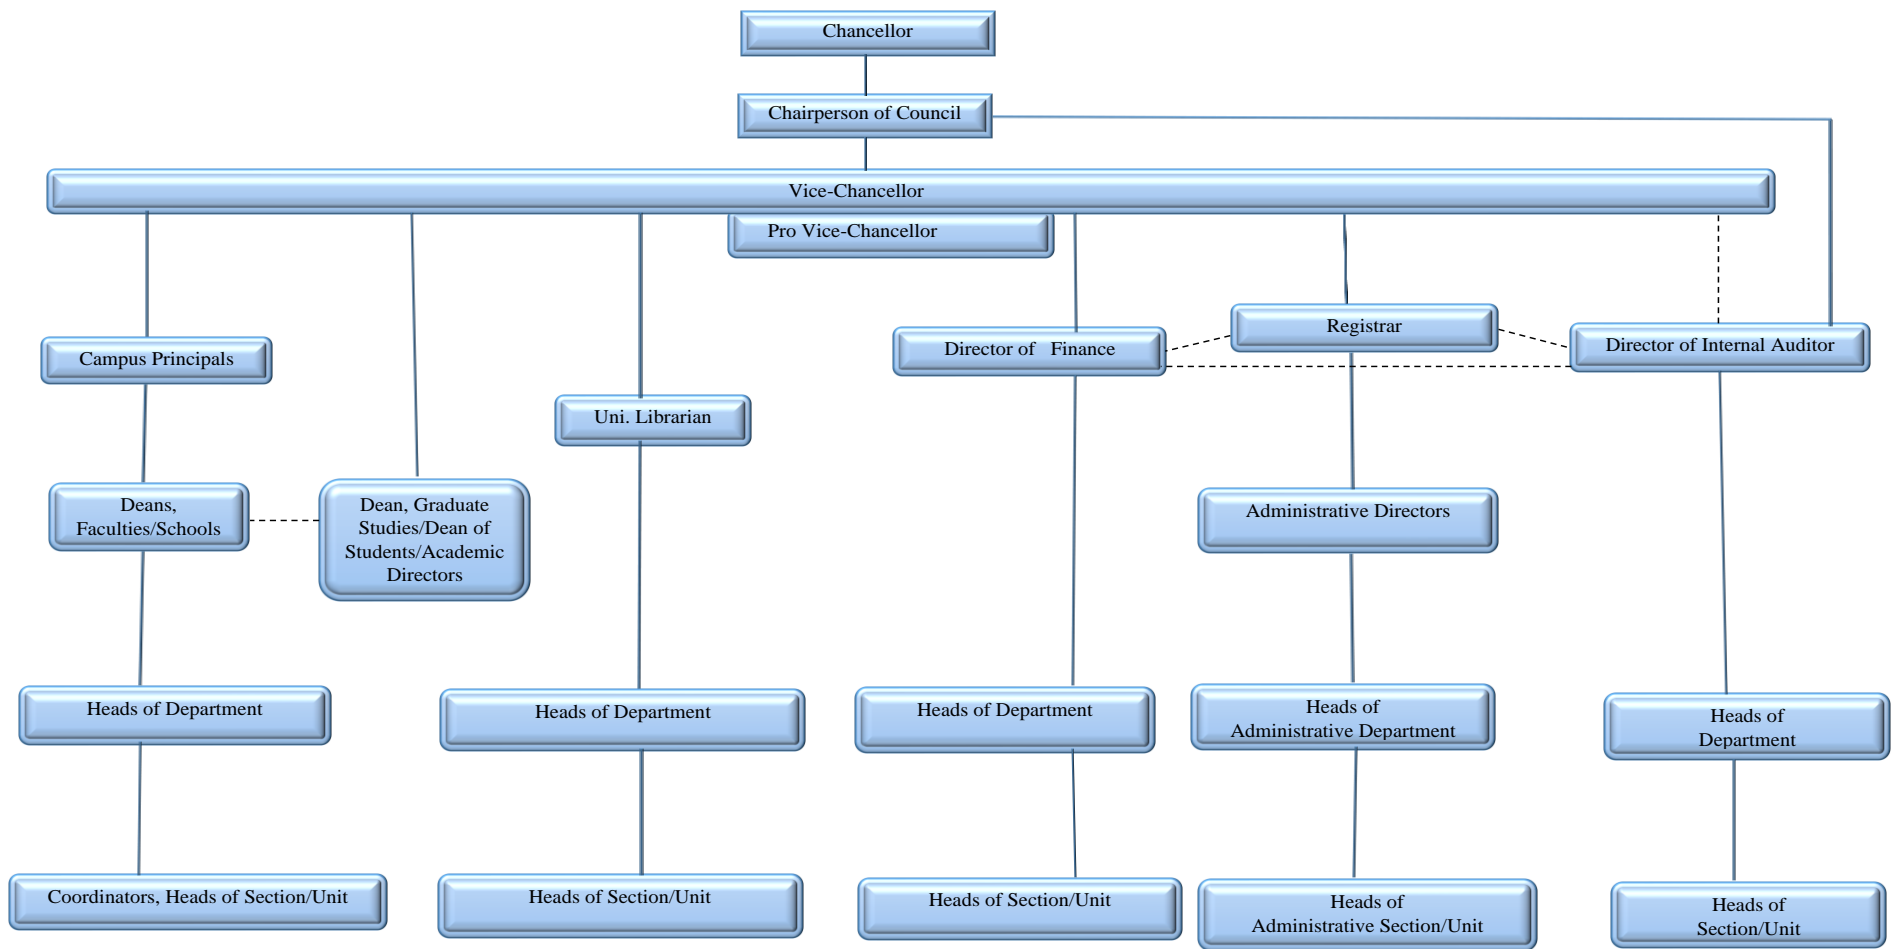 Chancellor
Chairperson of Council
Vice-Chancellor
Pro Vice-Chancellor
Registrar
Director of Finance
Director of Internal Auditor
Campus Principals
Uni. Librarian
Deans,
Faculties/Schools
Dean, Graduate
Studies/Dean of
Students/Academic
Directors
Administrative Directors
Heads of Department
Heads of Department
Heads of Department
Heads of
Administrative Department
Heads of
Department
Coordinators, Heads of Section/Unit
Heads of Section/Unit
Heads of Section/Unit
Heads of
Administrative Section/Unit
Heads of
Section/Unit